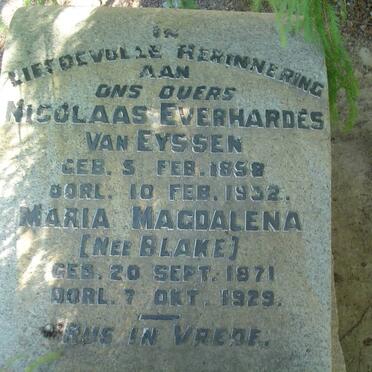 IN
LIEFDEVOLLE HERINNERING
AAN
ONS OUERS
NICOLAAS EVERHARDES
VAN EYSSEN
GEB. 5 FEB. 1858
OORL. 10 FEB. 1932.
MARIA MAGDALENA
[NEE BLAKE]
GEB. 20 SEPT. 1871
OORL. 7 OKT. 1929.
RUS IN VREDE.